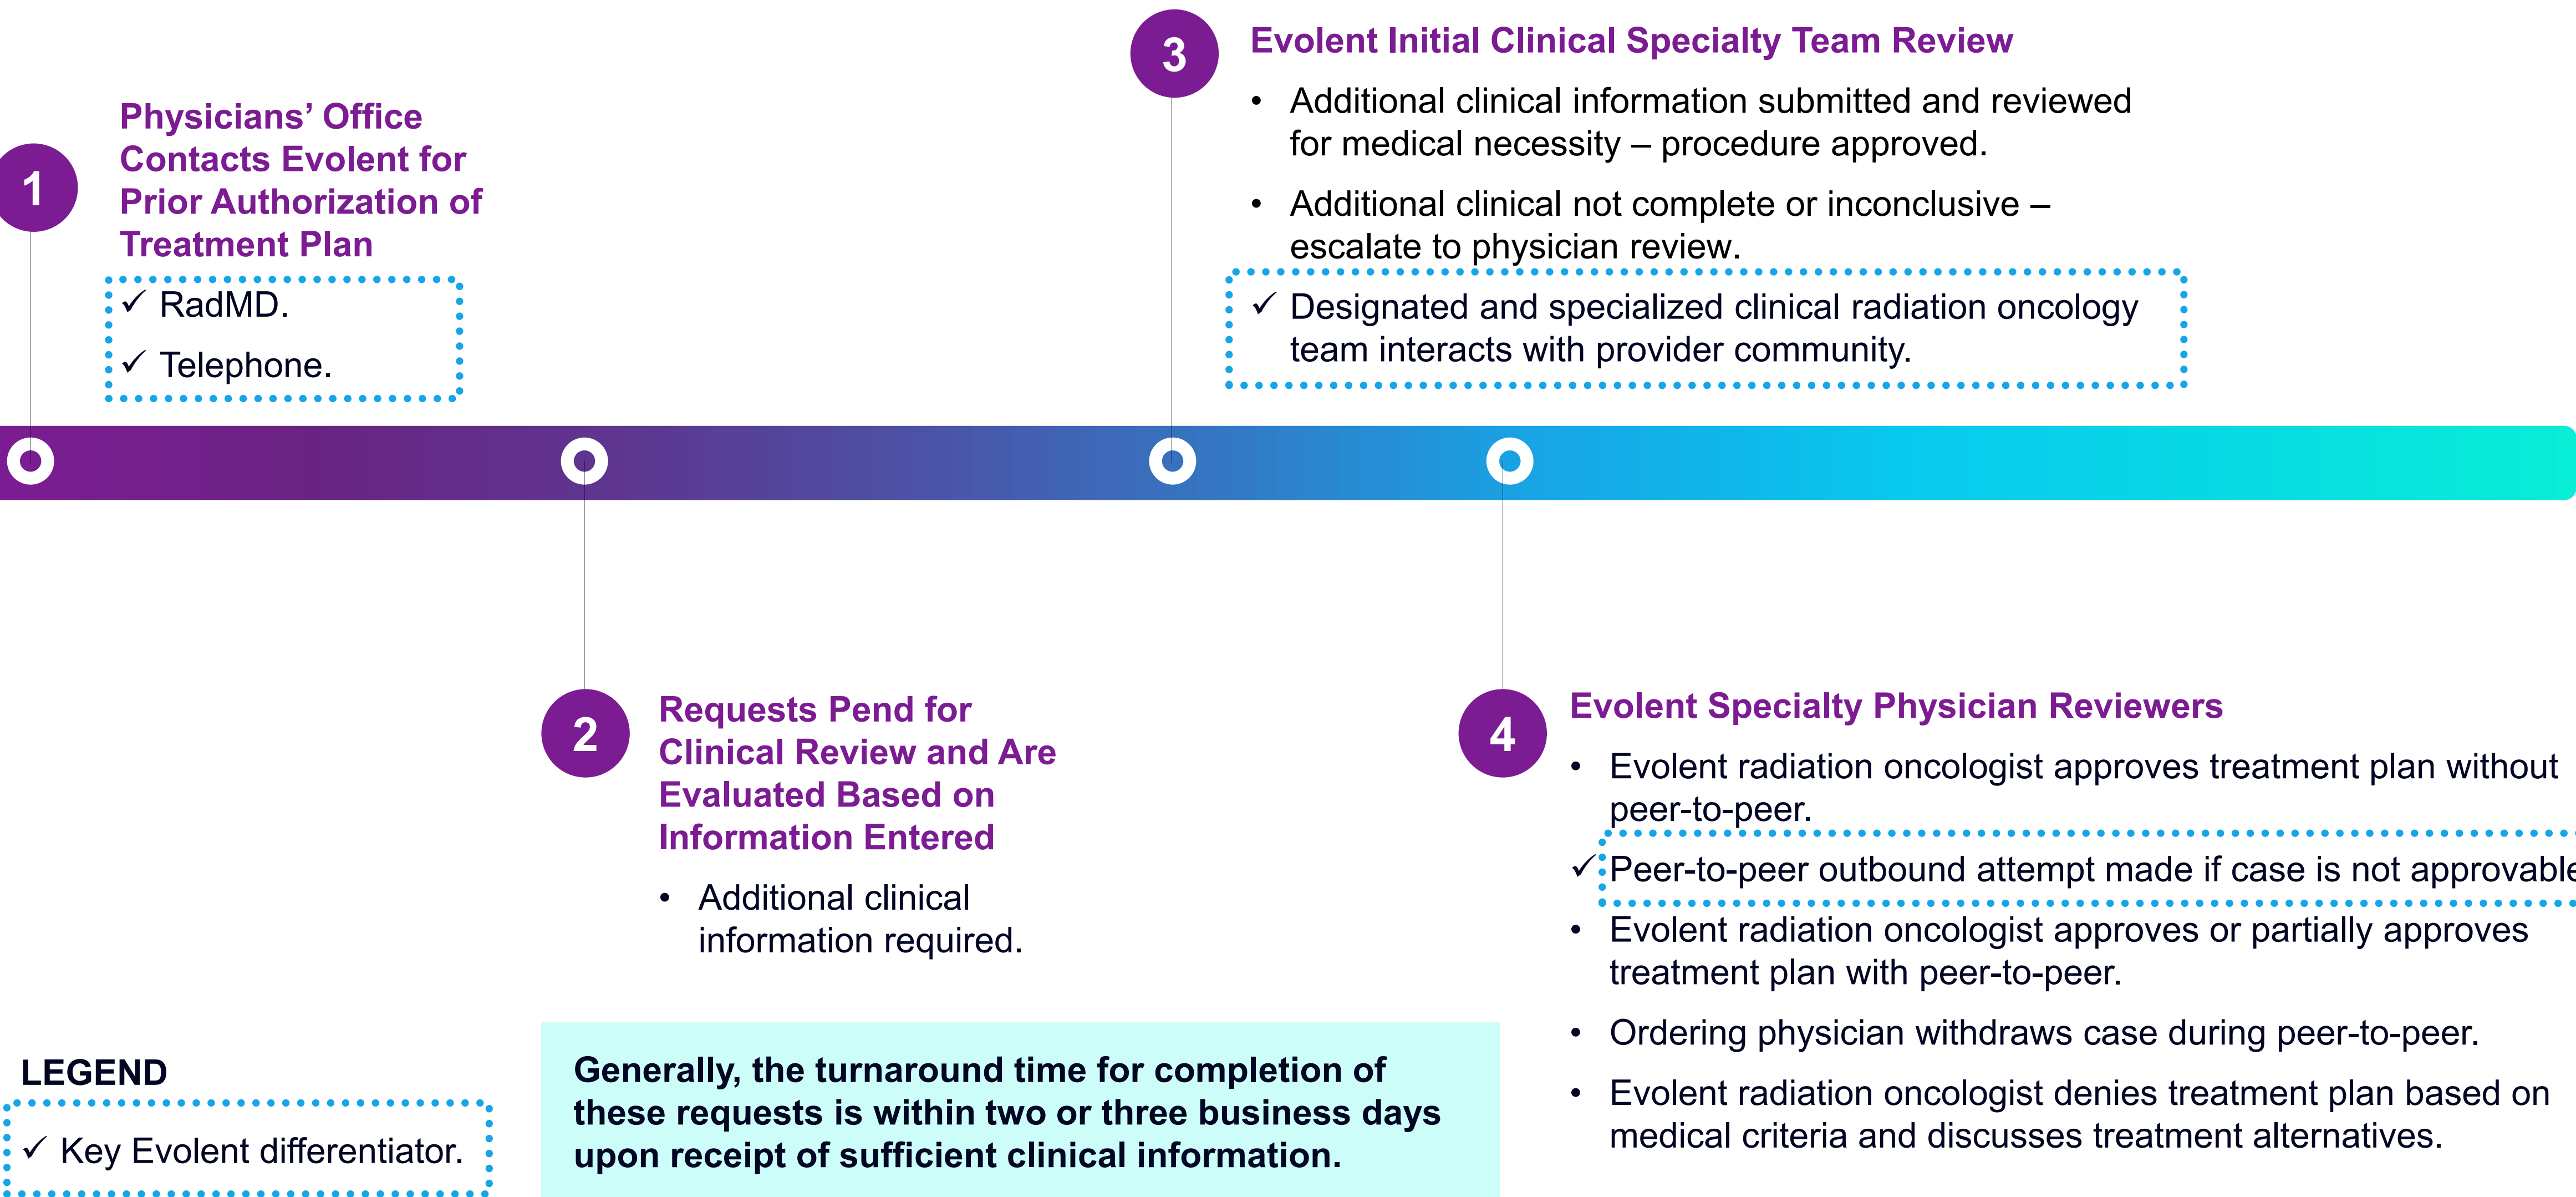 1
Physicians’ Office
Contacts Evolent for
Prior Authorization of
Treatment Plan
✓ RadMD.
✓ Telephone.
3
Evolent Initial Clinical Specialty Team Review
• Additional clinical information submitted and reviewed
for medical necessity – procedure approved.
• Additional clinical not complete or inconclusive –
escalate to physician review.
✓ Designated and specialized clinical radiation oncology
team interacts with provider community.
2
Requests Pend for
Clinical Review and Are
Evaluated Based on
Information Entered
• Additional clinical
information required.
4
Evolent Specialty Physician Reviewers
• Evolent radiation oncologist approves treatment plan without
peer-to-peer.
✓ Peer-to-peer outbound attempt made if case is not approvable
• Evolent radiation oncologist approves or partially approves
treatment plan with peer-to-peer.
• Ordering physician withdraws case during peer-to-peer.
• Evolent radiation oncologist denies treatment plan based on
medical criteria and discusses treatment alternatives.
LEGEND
✓ Key Evolent differentiator.
Generally, the turnaround time for completion of
these requests is within two or three business days
upon receipt of sufficient clinical information.